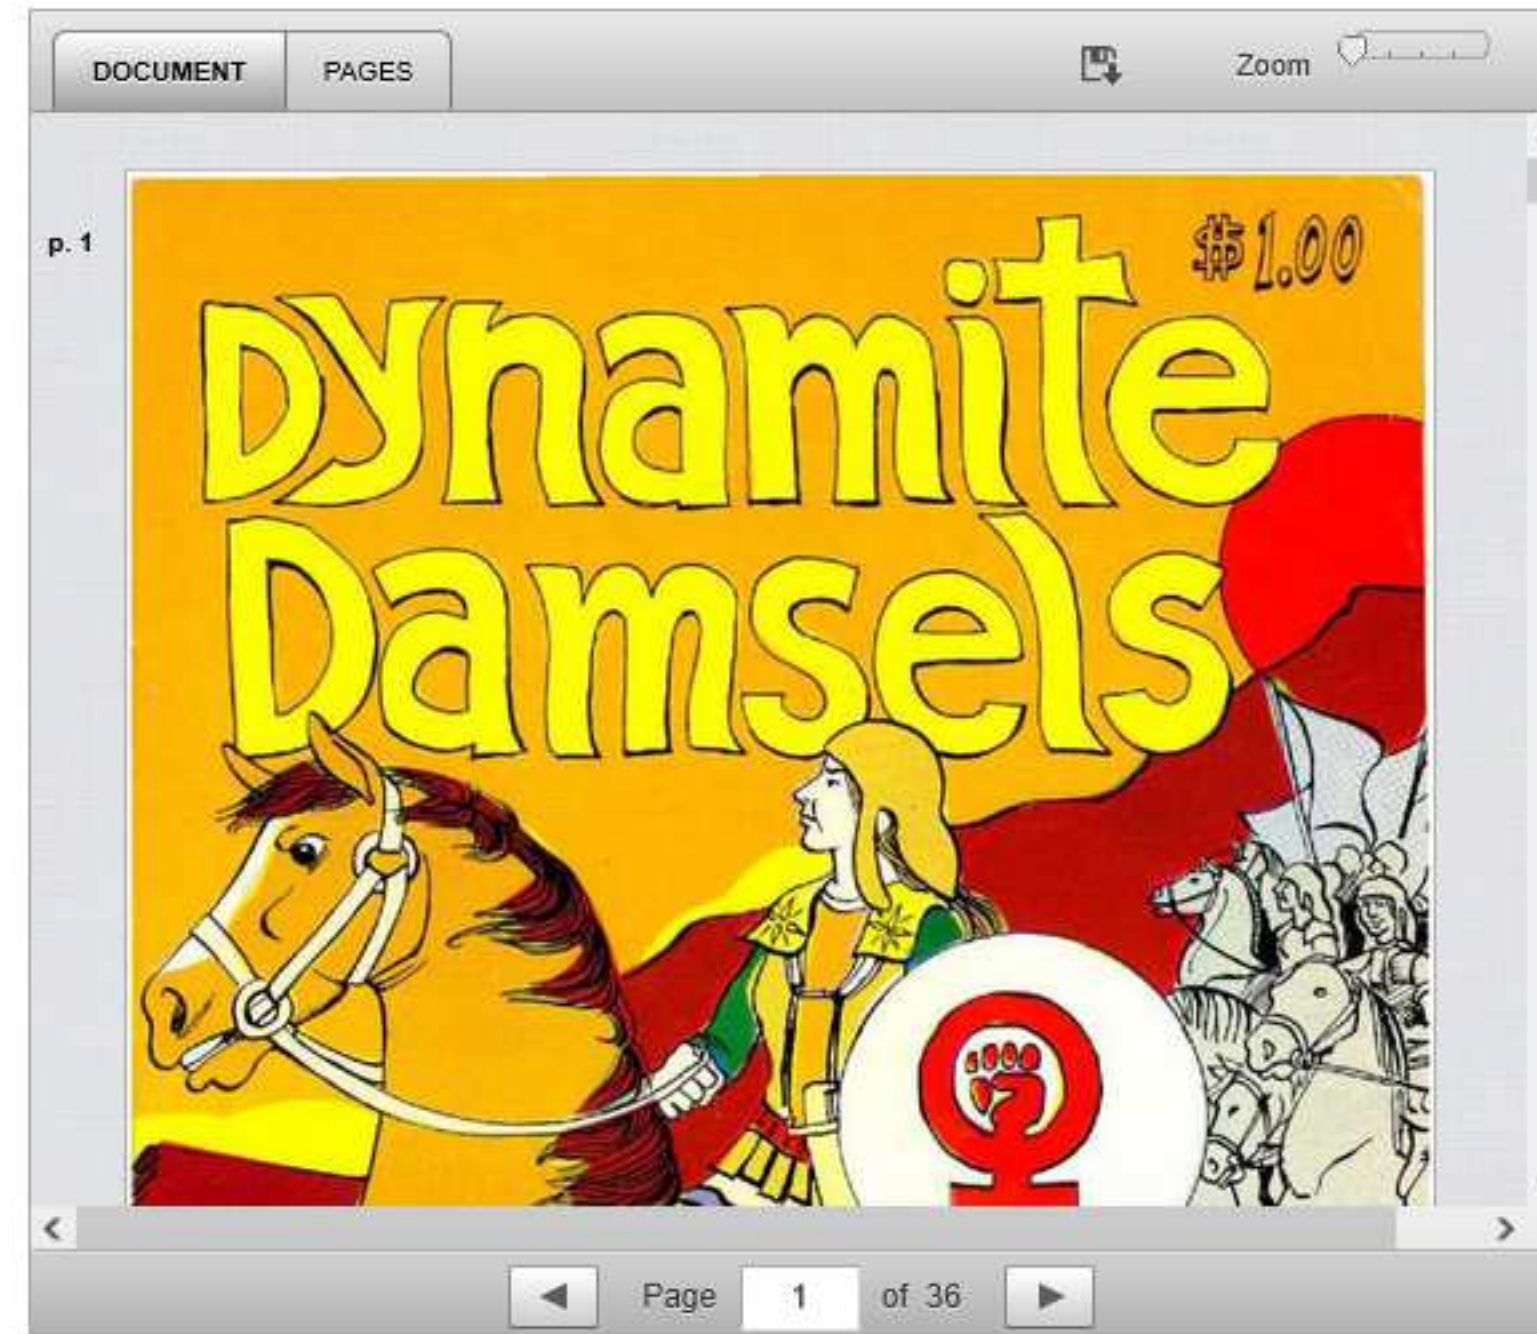 DOCUMENT PAGES Zoom
p. 1
$1.00
Dynamite
Damsels
Page 1 of 36